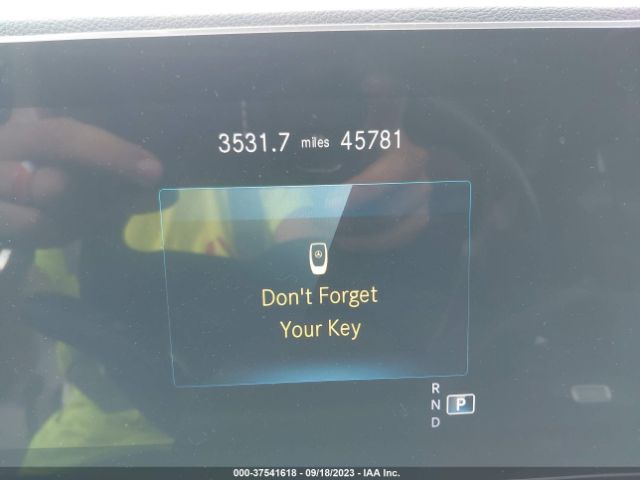 3531.7 miles 45781
Don't Forget
Your Key
R
N P
D
000-37541618 - 09/18/2023 - IAA Inc.